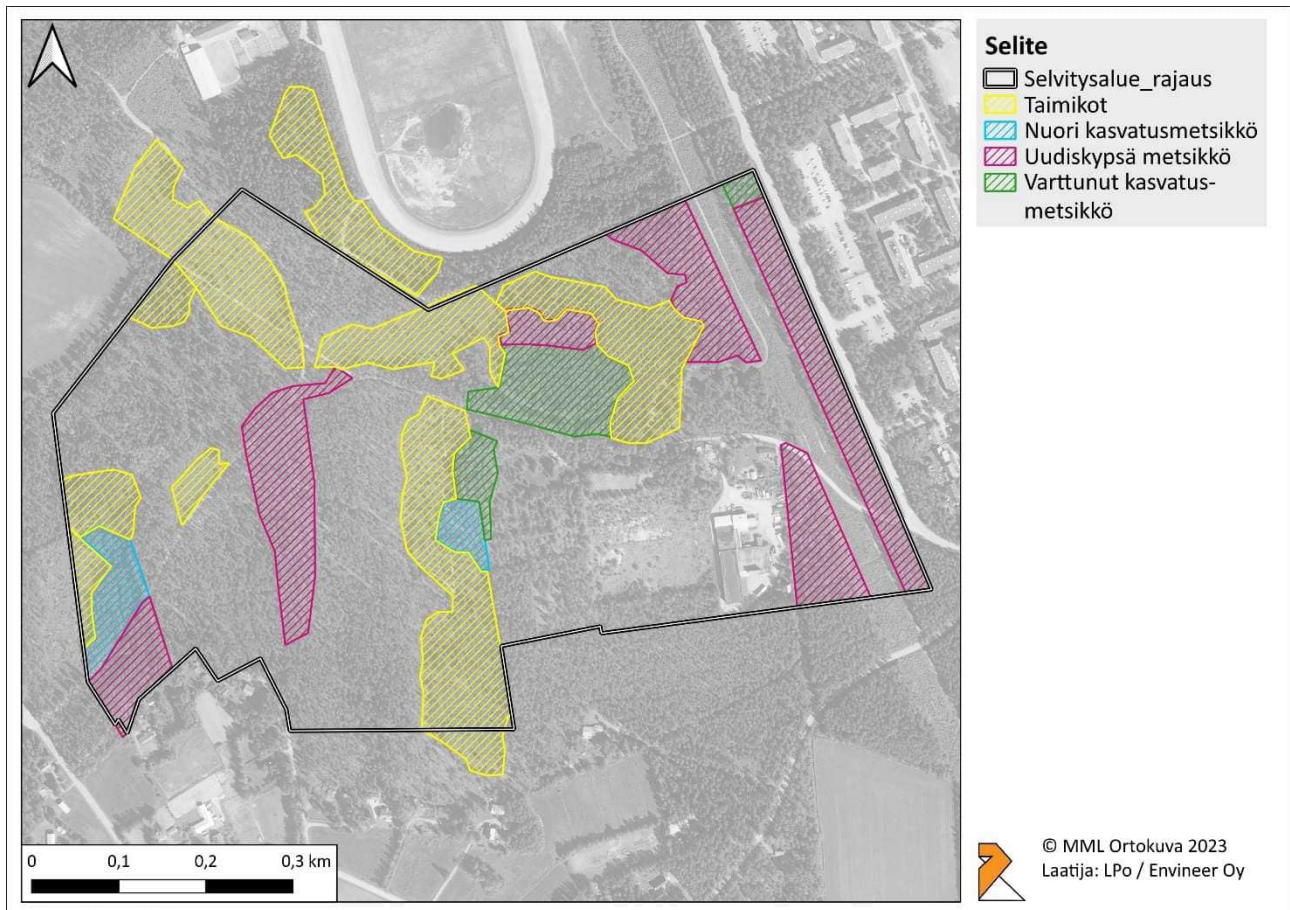 Selite
Selvitysalue_rajaus
Taimikot
Nuori kasvatusmetsikkö
Uudiskypsä metsikkö
Varttunut kasvatus-
metsikkö
0 0,1 0,2 0,3 km
© MML Ortokuva 2023
Laatija: LPo / Envineer Oy